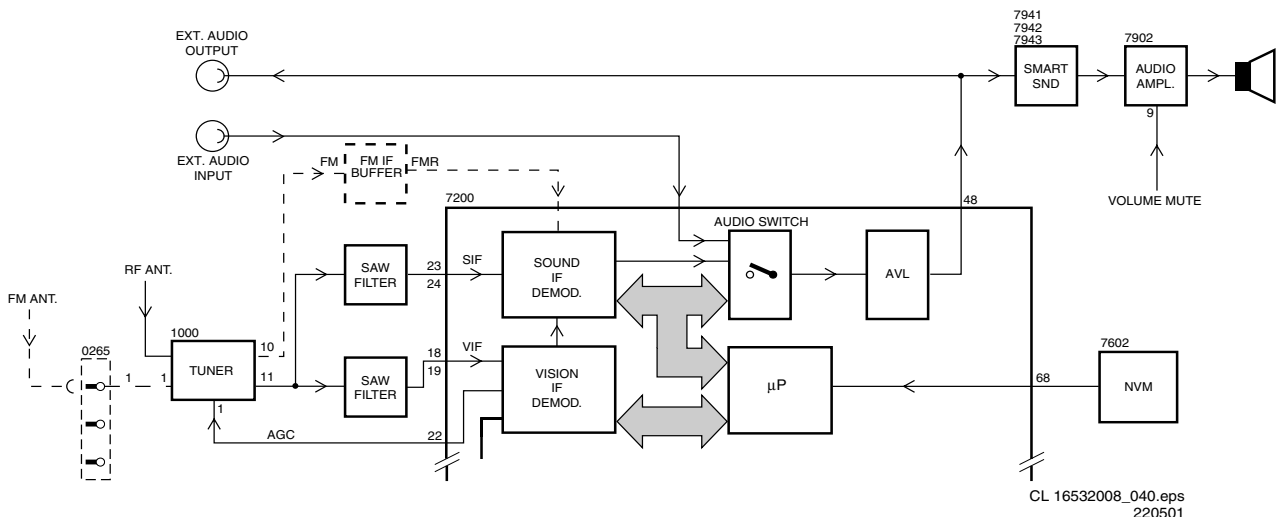 EXT. AUDIO
OUTPUT
7941
7942
7943
7902
SMART
SND
AUDIO
AMPL.
9
VOLUME MUTE
EXT. AUDIO
INPUT
FM
FM IF
BUFFER
FMR
7200
48
AUDIO SWITCH
RF ANT.
SAW
FILTER
23
24
SIF
SOUND
IF
DEMOD.
AVL
FM ANT.
0265
1
1
1000
TUNER
10
11
1
SAW
FILTER
18
19
VIF
VISION
IF
DEMOD.
µP
68
7602
NVM
AGC
22
CL 16532008_040.eps
220501